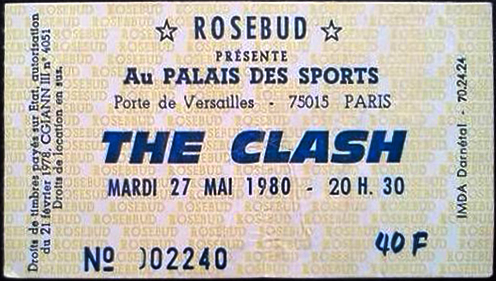 ☆ ROSEBUD ☆
PRÉSENTE
Au PALAIS DES SPORTS
Porte de Versailles - 75015 PARIS
THE CLASH
MARDI 27 MAI 1980 - 20 H. 30
Nº 002240
40 F
Droits de timbres payés sur État, autorisation
du 21 février 1978, CGIANN III nº 4051
Droits de location en sus.
IMDA Darnétal - 70.24.24